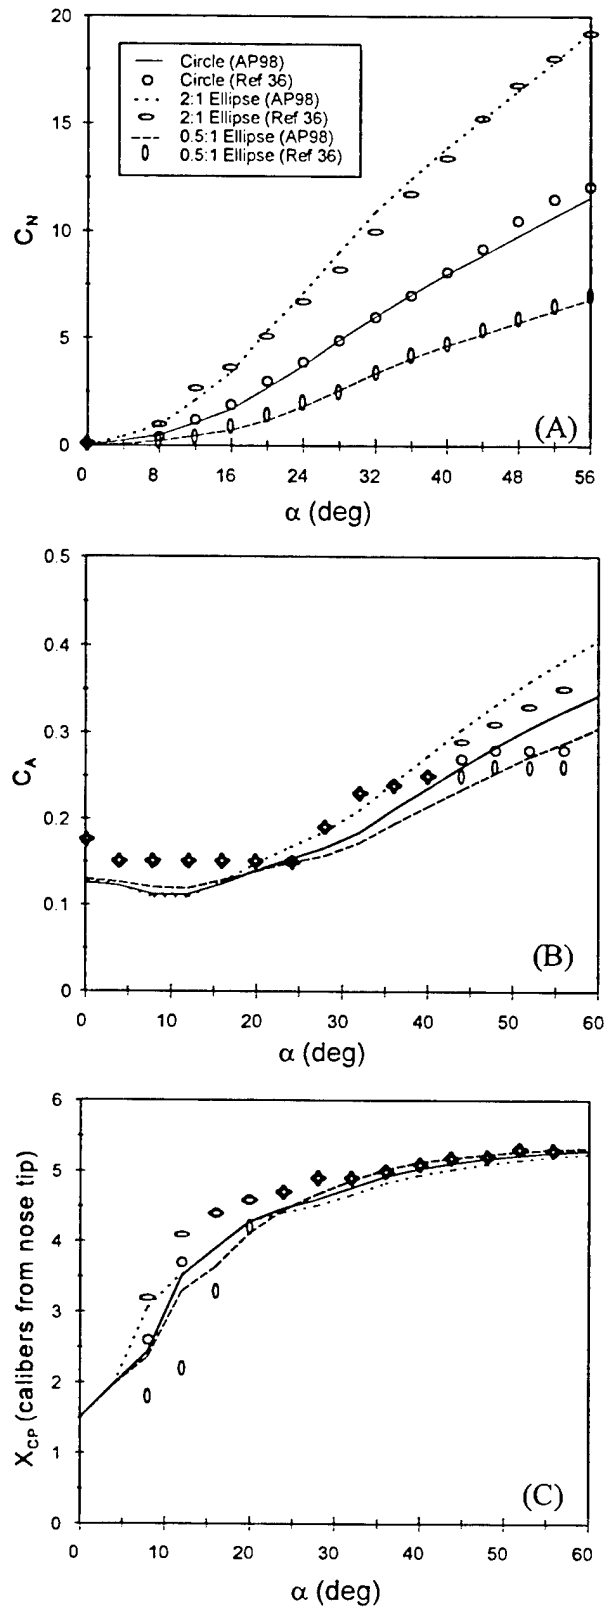 20
15
10
5
0
C_N
Circle (AP98)
Circle (Ref 36)
2:1 Ellipse (AP98)
2:1 Ellipse (Ref 36)
0.5:1 Ellipse (AP98)
0.5:1 Ellipse (Ref 36)
(A)
0 8 16 24 32 40 48 56
α (deg)
0.5
0.4
0.3
0.2
0.1
0
C_A
(B)
0 10 20 30 40 50 60
α (deg)
6
5
4
3
2
1
0
X_CP (calibers from nose tip)
(C)
0 10 20 30 40 50 60
α (deg)